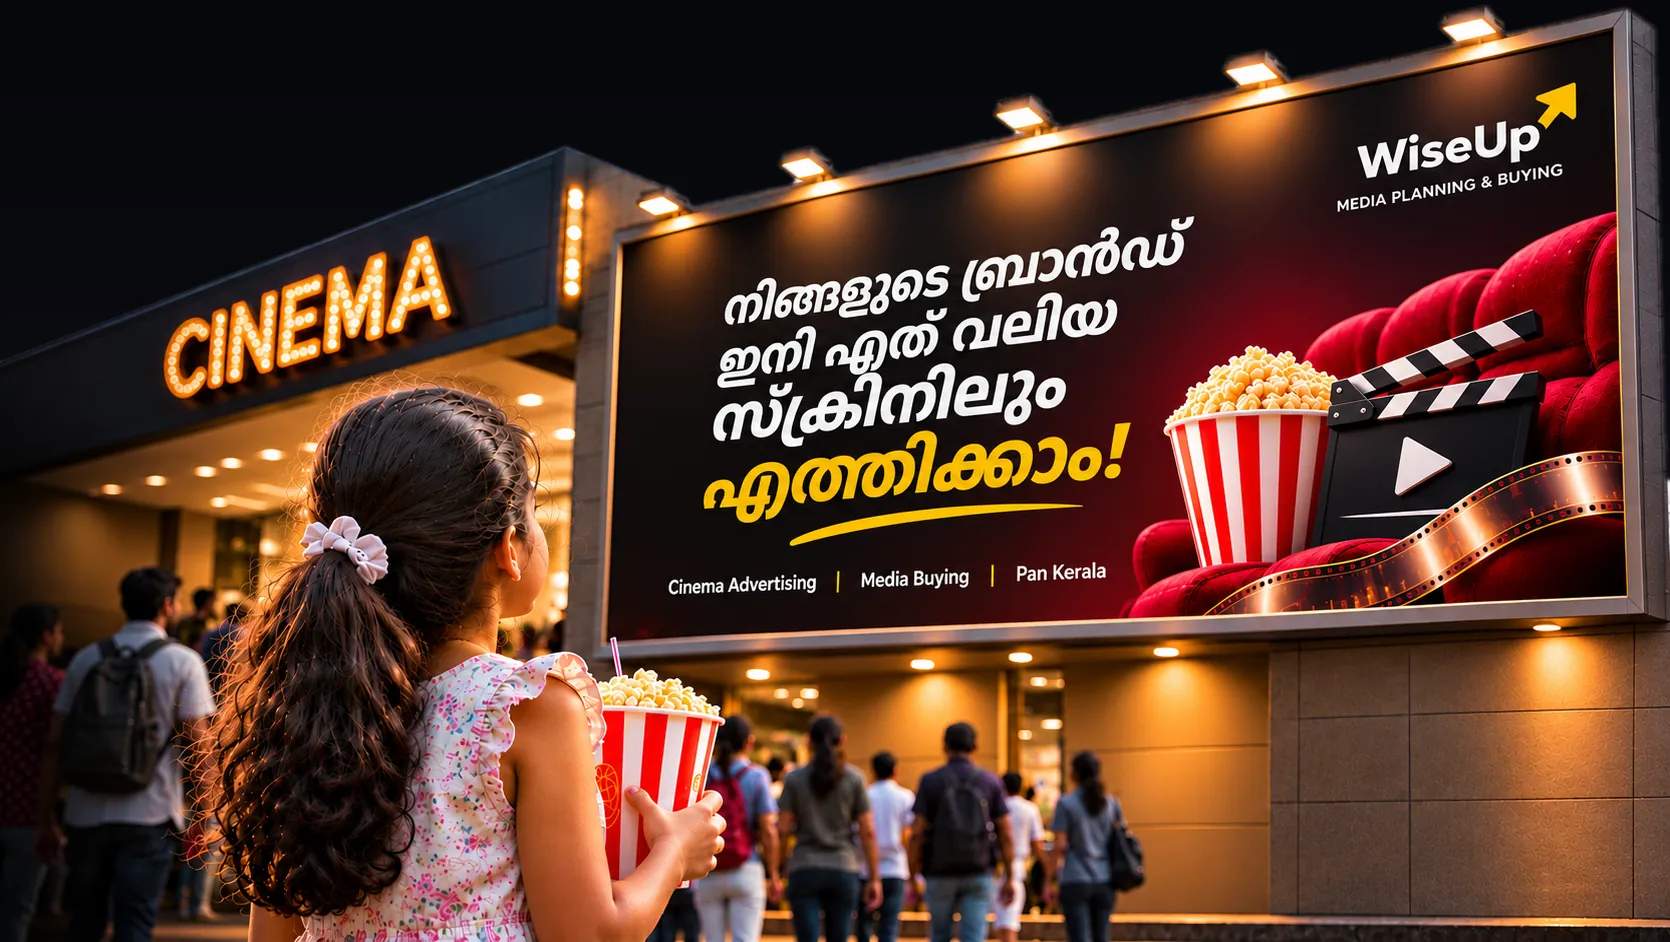 CINEMA
WiseUp
MEDIA PLANNING & BUYING
നിങ്ങളുടെ ബ്രാൻഡ്
ഇനി എത് വലിയ
സ്ക്രിനിലും
എത്തിക്കാം!
Cinema Advertising | Media Buying | Pan Kerala